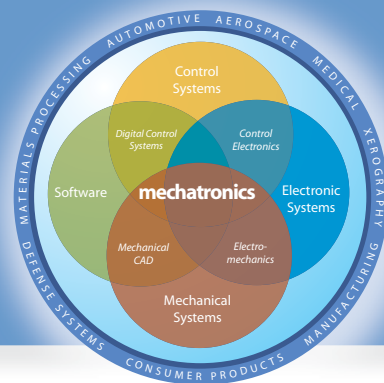 MATERIALS PROCESSING AUTOMOTIVE AEROSPACE MEDICAL XEROGRAPHY
Control
Systems
Digital Control
Systems
Control
Electronics
Software
mechatronics
Electronic
Systems
Mechanical
CAD
Electro-
mechanics
Mechanical
Systems
DEFENSE SYSTEMS CONSUMER PRODUCTS MANUFACTURING